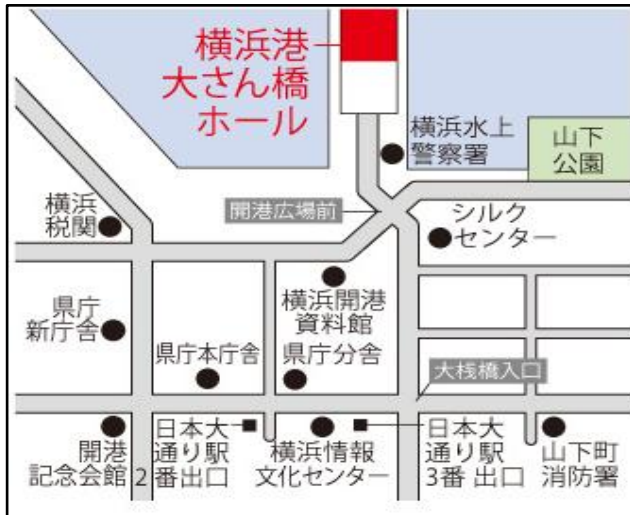 横浜港
大さん橋
ホール
横浜水上
警察署
山下
公園
横浜
税関
開港広場前
シルク
センター
横浜開港
資料館
県庁
新庁舎
県庁本庁舎
県庁分舎
大桟橋入口
開港
記念会館
日本大
通り駅
2番出口
横浜情報
文化センター
日本大
通り駅
3番 出口
山下町
消防署